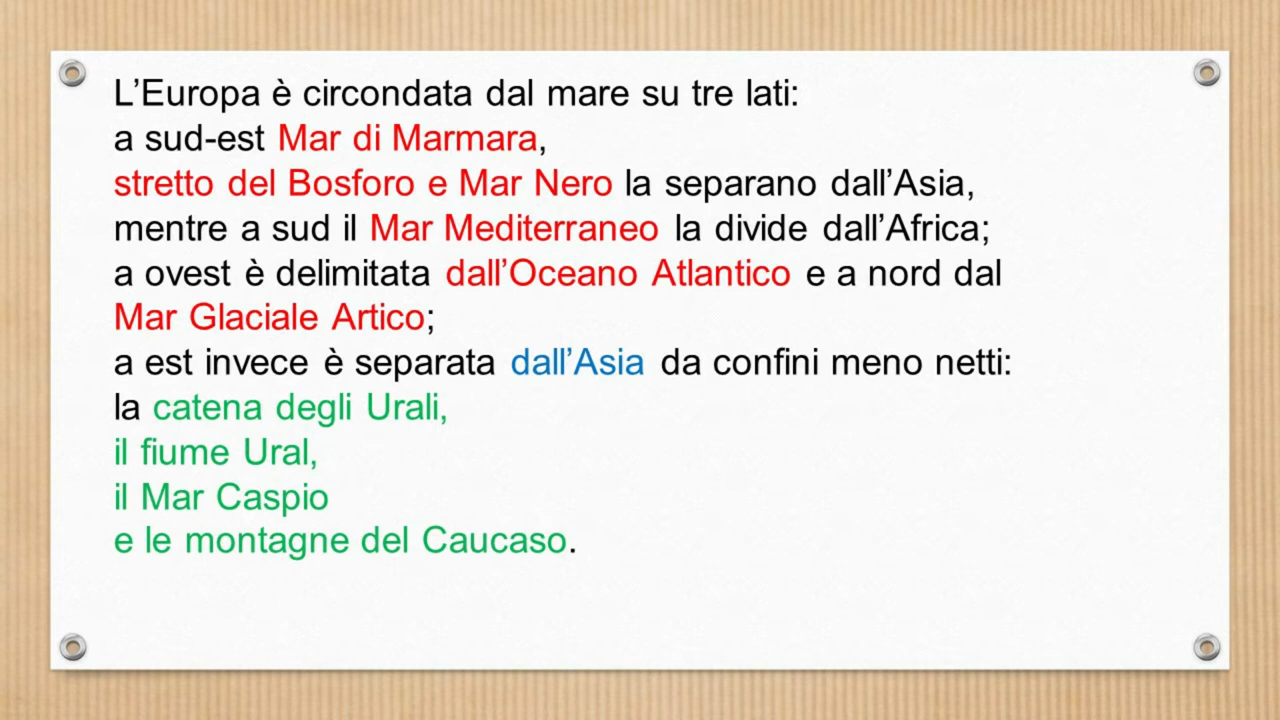 L’Europa è circondata dal mare su tre lati:
a sud-est Mar di Marmara,
stretto del Bosforo e Mar Nero la separano dall’Asia,
mentre a sud il Mar Mediterraneo la divide dall’Africa;
a ovest è delimitata dall’Oceano Atlantico e a nord dal
Mar Glaciale Artico;
a est invece è separata dall’Asia da confini meno netti:
la catena degli Urali,
il fiume Ural,
il Mar Caspio
e le montagne del Caucaso.